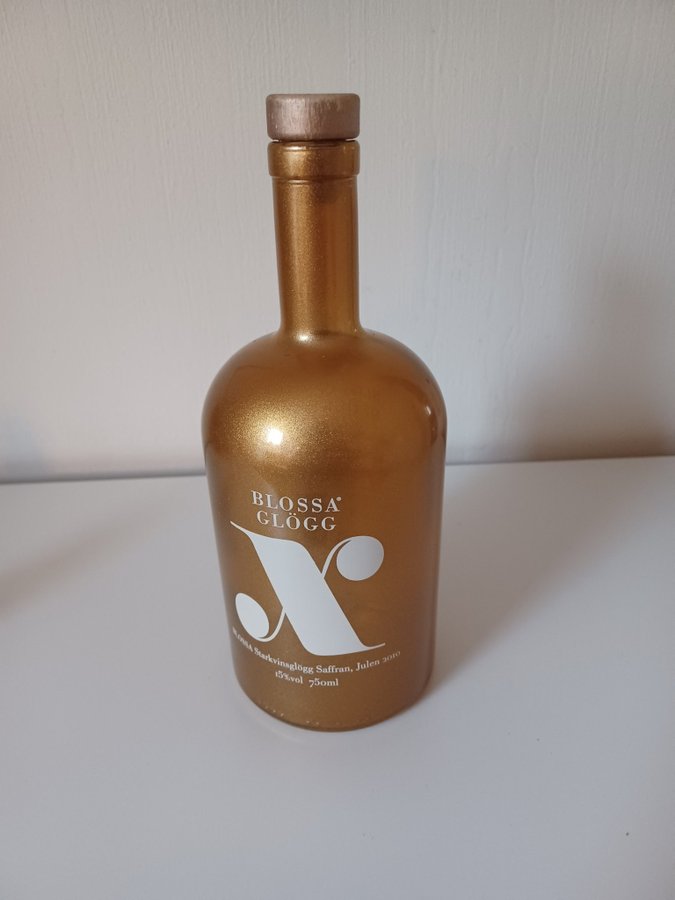 BLOSSA®
GLÖGG
X
BLOSSA Starkvinsglögg Saffran, Julen 2010
15%vol 750ml